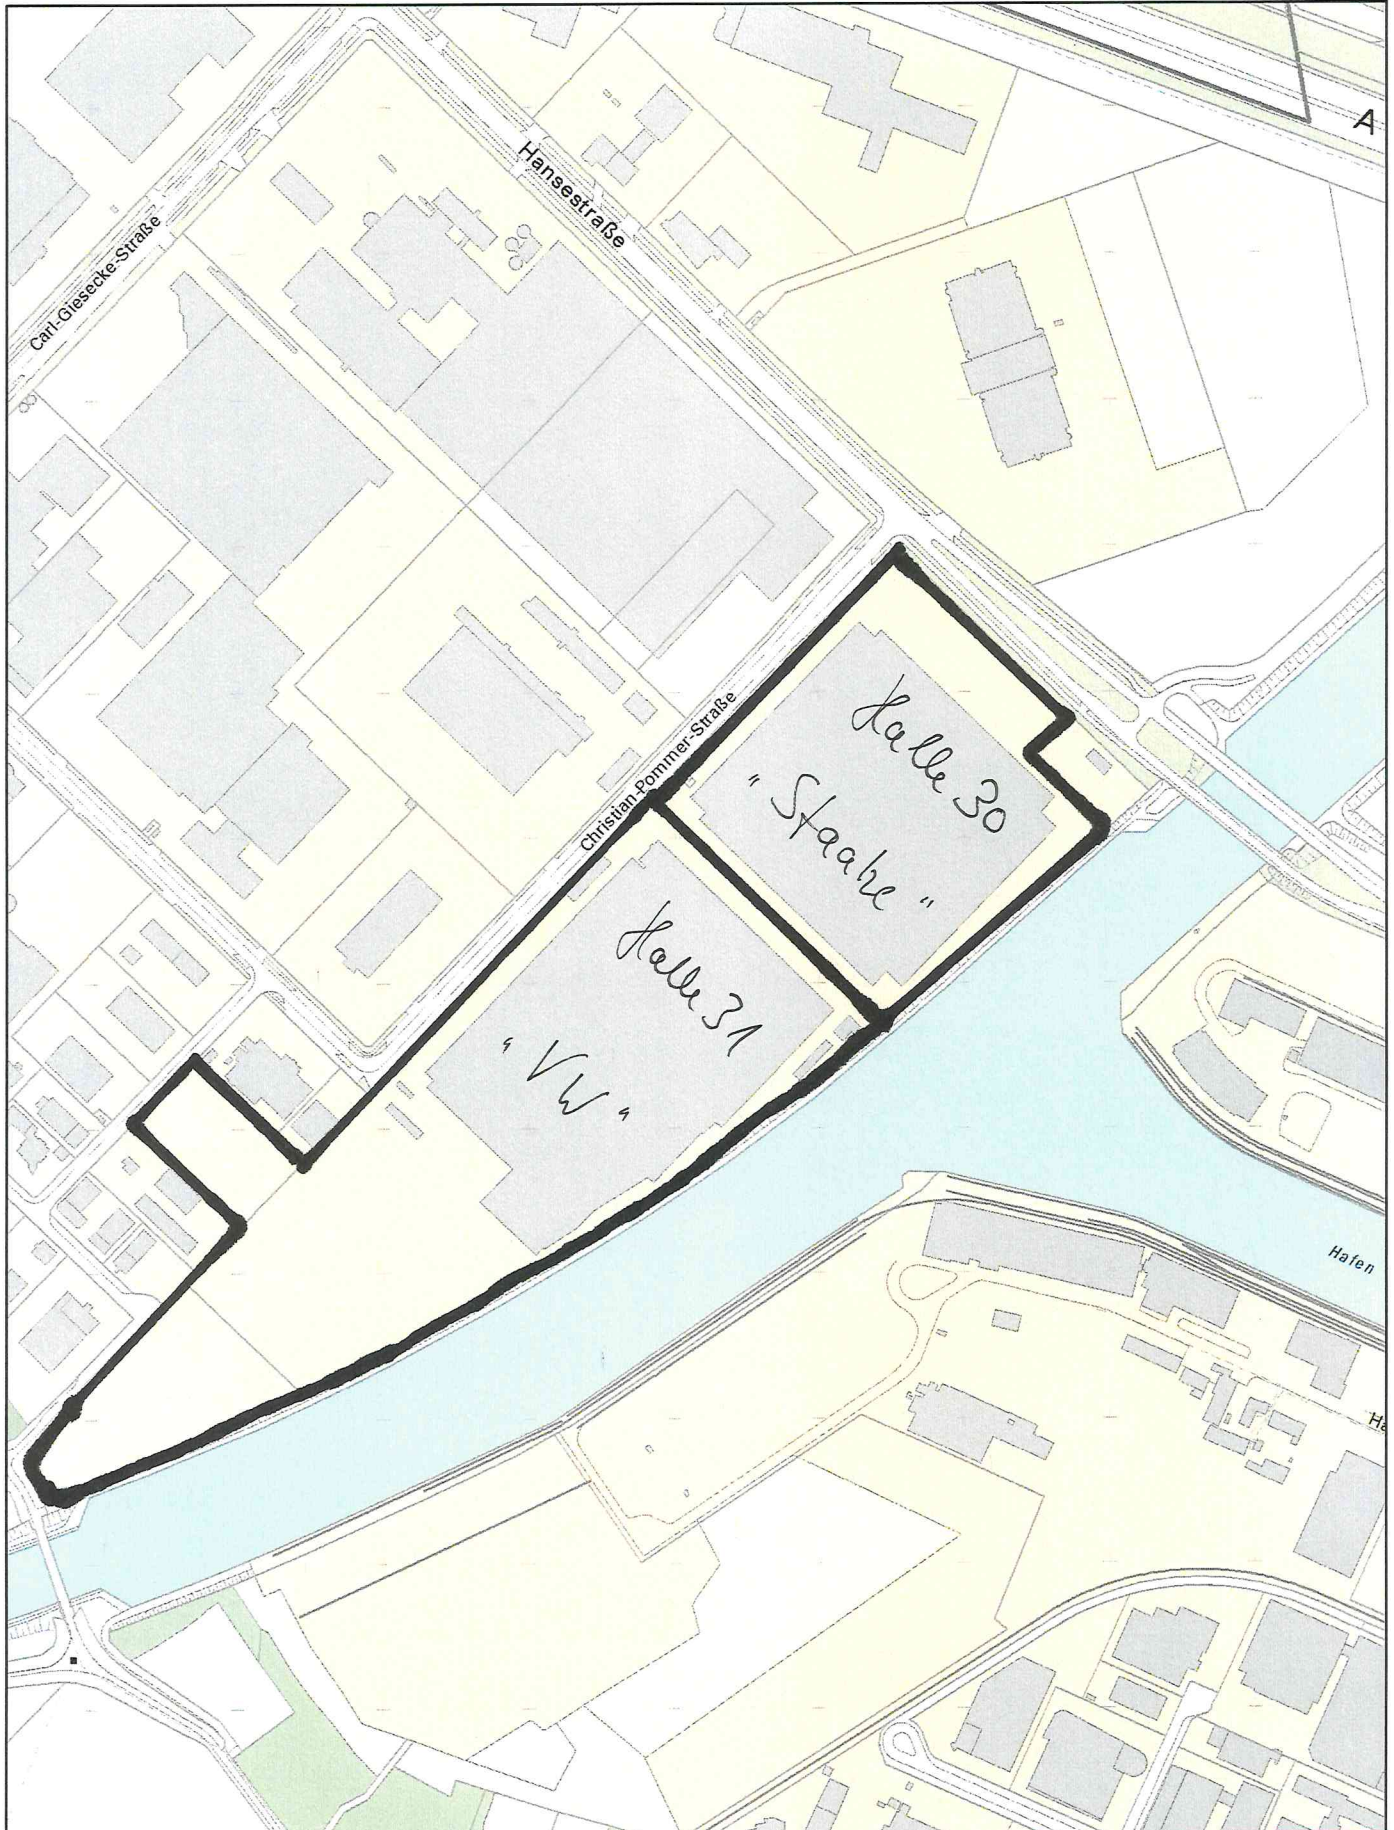 A
Hansestraße
Carl-Giesecke-Straße
Christian-Pommer-Straße
Halle 30
"Staake"
Halle 31
"VW"
Hafen
Ha